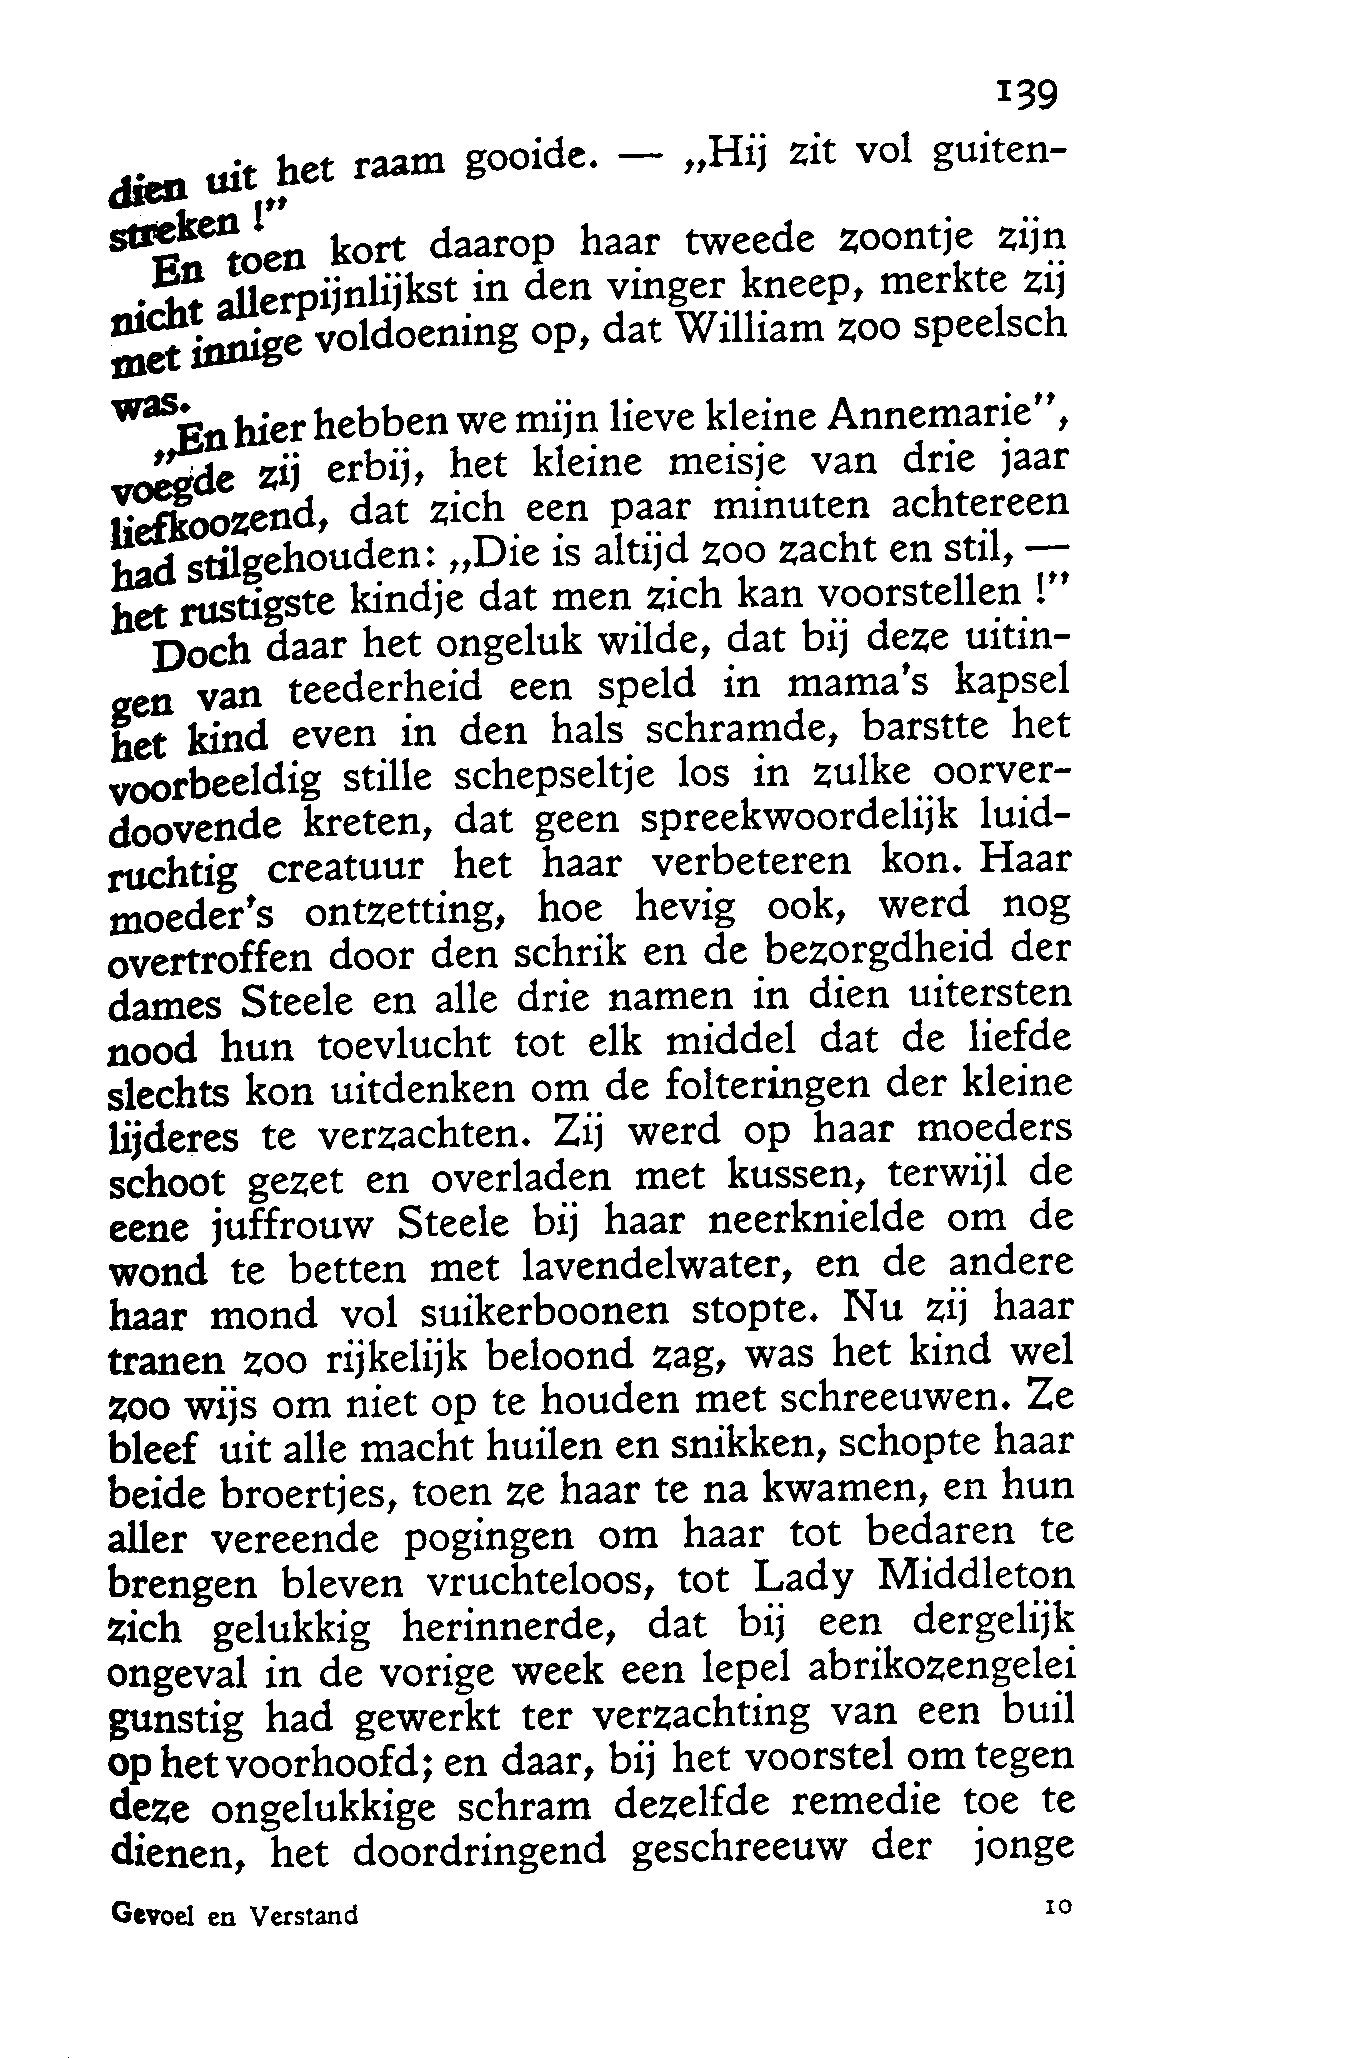 139
dien uit het raam gooide. — „Hij zit vol guiten-
streken !”
En toen kort daarop haar tweede zoontje zijn
nicht allerpijnlijkst in den vinger kneep, merkte zij
met innige voldoening op, dat William zoo speelsch
was.
„En hier hebben we mijn lieve kleine Annemarie”,
voegde zij erbij, het kleine meisje van drie jaar
liefkoozend, dat zich een paar minuten achtereen
had stilgehouden: „Die is altijd zoo zacht en stil, —
het rustigste kindje dat men zich kan voorstellen !”
Doch daar het ongeluk wilde, dat bij deze uitin-
gen van teederheid een speld in mama's kapsel
het kind even in den hals schramde, barstte het
voorbeeldig stille schepseltje los in zulke oorver-
doovende kreten, dat geen spreekwoordelijk luid-
ruchtig creatuur het haar verbeteren kon. Haar
moeder's ontzetting, hoe hevig ook, werd nog
overtroffen door den schrik en de bezorgdheid der
dames Steele en alle drie namen in dien uitersten
nood hun toevlucht tot elk middel dat de liefde
slechts kon uitdenken om de folteringen der kleine
lijderes te verzachten. Zij werd op haar moeders
schoot gezet en overladen met kussen, terwijl de
eene juffrouw Steele bij haar neerknielde om de
wond te betten met lavendelwater, en de andere
haar mond vol suikerboonen stopte. Nu zij haar
tranen zoo rijkelijk beloond zag, was het kind wel
zoo wijs om niet op te houden met schreeuwen. Ze
bleef uit alle macht huilen en snikken, schopte haar
beide broertjes, toen ze haar te na kwamen, en hun
aller vereende pogingen om haar tot bedaren te
brengen bleven vruchteloos, tot Lady Middleton
zich gelukkig herinnerde, dat bij een dergelijk
ongeval in de vorige week een lepel abrikozengelei
gunstig had gewerkt ter verzachting van een buil
op het voorhoofd; en daar, bij het voorstel om tegen
deze ongelukkige schram dezelfde remedie toe te
dienen, het doordringend geschreeuw der jonge
Gevoel en Verstand 10